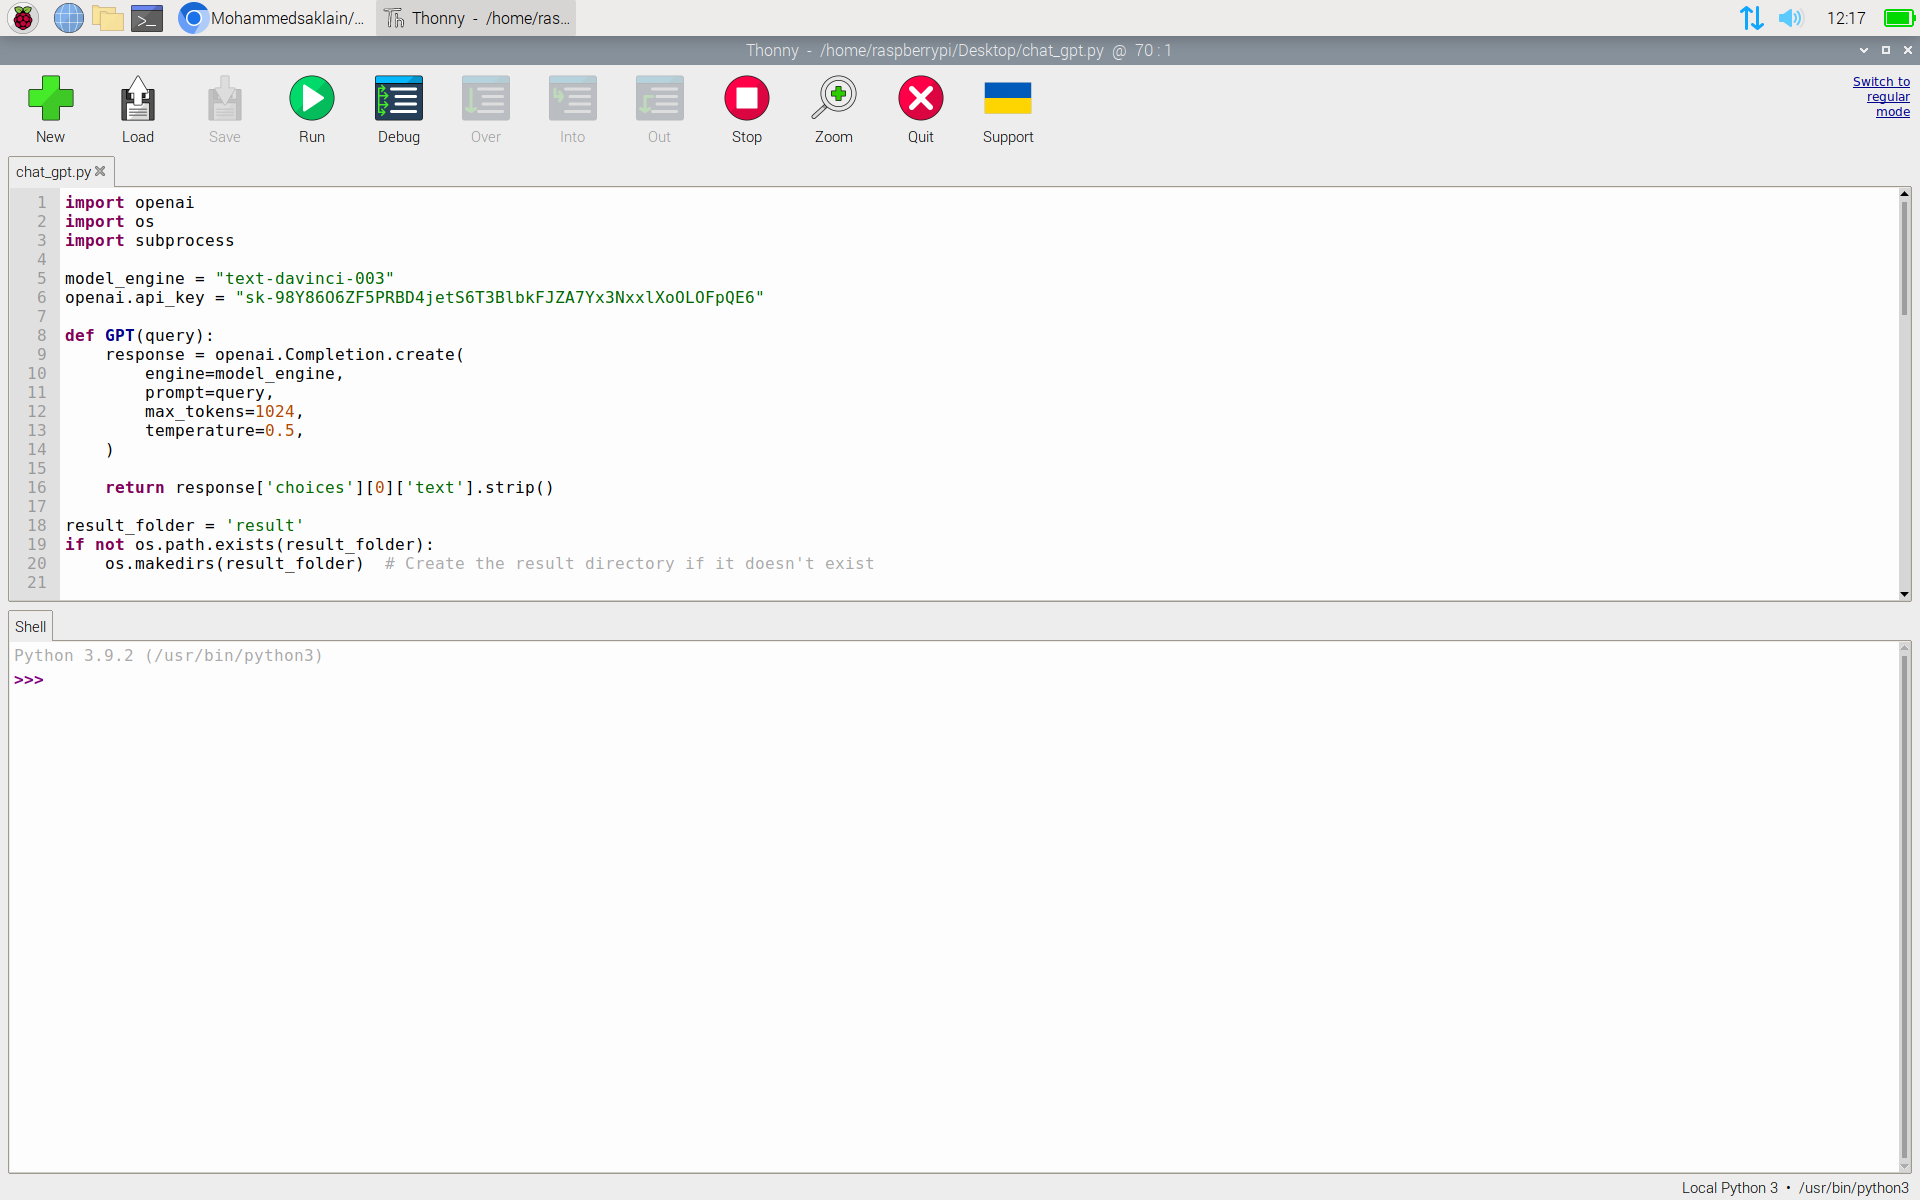 Mohammedsaklain/...
Thonny - /home/ras...
12:17
Thonny - /home/raspberrypi/Desktop/chat_gpt.py @ 70 : 1
New
Load
Save
Run
Debug
Over
Into
Out
Stop
Zoom
Quit
Support
Switch to
regular
mode
chat_gpt.py
1 import openai
2 import os
3 import subprocess
4
5 model_engine = "text-davinci-003"
6 openai.api_key = "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"
7
8 def GPT(query):
9     response = openai.Completion.create(
10         engine=model_engine,
11         prompt=query,
12         max_tokens=1024,
13         temperature=0.5,
14     )
15
16     return response['choices'][0]['text'].strip()
17
18 result_folder = 'result'
19 if not os.path.exists(result_folder):
20     os.makedirs(result_folder)  # Create the result directory if it doesn't exist
21
Shell
Python 3.9.2 (/usr/bin/python3)
>>>
Local Python 3 • /usr/bin/python3